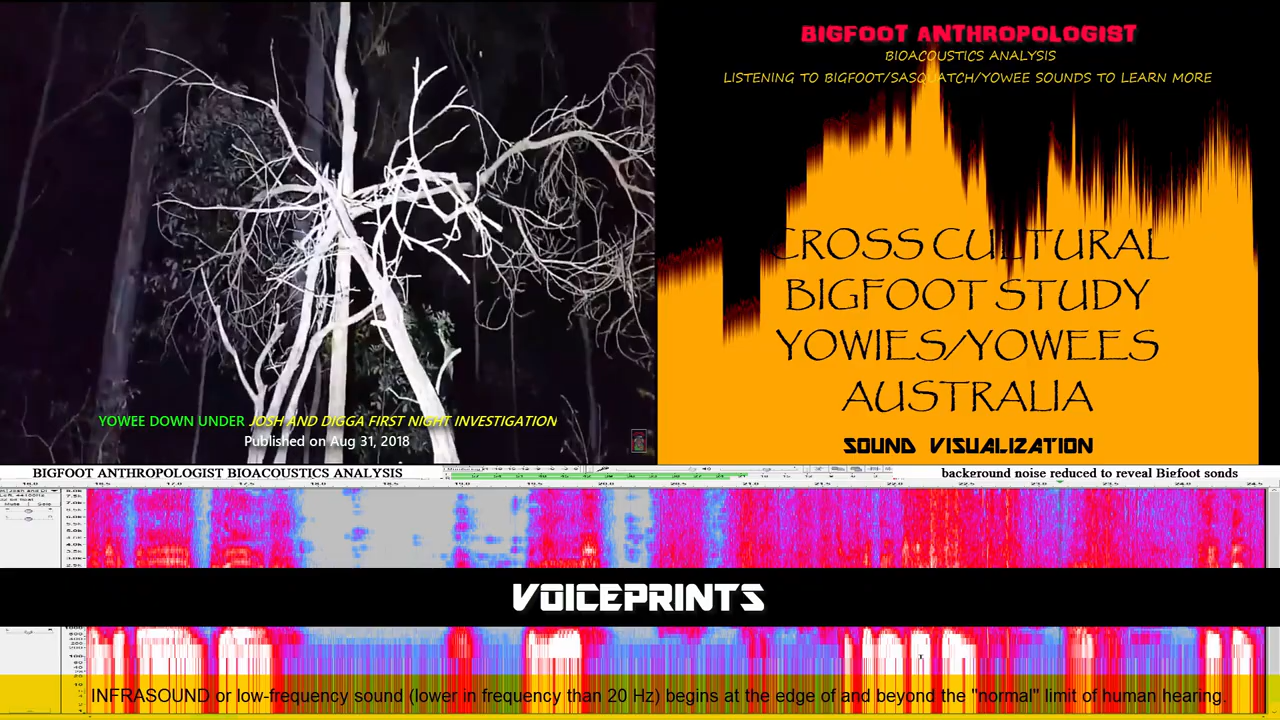 BIGFOOT ANTHROPOLOGIST
BIOACOUSTICS ANALYSIS
LISTENING TO BIGFOOT/SASQUATCH/YOWEE SOUNDS TO LEARN MORE
CROSS CULTURAL
BIGFOOT STUDY
YOWIES/YOWEES
AUSTRALIA
SOUND VISUALIZATION
YOWEE DOWN UNDER JOSH AND DIGGA FIRST NIGHT INVESTIGATION
Published on Aug 31, 2018
BIGFOOT ANTHROPOLOGIST BIOACOUSTICS ANALYSIS
background noise reduced to reveal Bigfoot sonds
VOICEPRINTS
INFRASOUND or low-frequency sound (lower in frequency than 20 Hz) begins at the edge of and beyond the "normal" limit of human hearing.